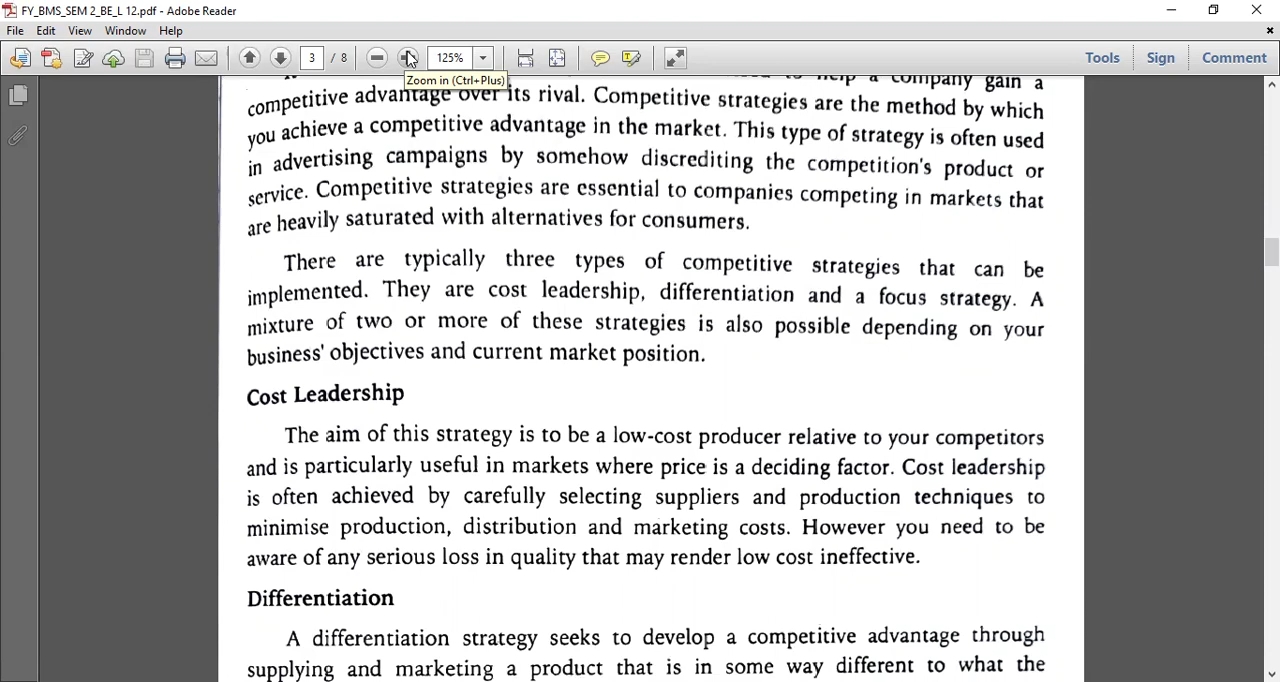 FY_BMS_SEM 2_BE_L 12.pdf - Adobe Reader
File Edit View Window Help
3 / 8 125% Tools Sign Comment
Zoom in (Ctrl+Plus)
to help a company gain a
competitive advantage over its rival. Competitive strategies are the method by which
you achieve a competitive advantage in the market. This type of strategy is often used
in advertising campaigns by somehow discrediting the competition's product or
service. Competitive strategies are essential to companies competing in markets that
are heavily saturated with alternatives for consumers.
There are typically three types of competitive strategies that can be
implemented. They are cost leadership, differentiation and a focus strategy. A
mixture of two or more of these strategies is also possible depending on your
business' objectives and current market position.
Cost Leadership
The aim of this strategy is to be a low-cost producer relative to your competitors
and is particularly useful in markets where price is a deciding factor. Cost leadership
is often achieved by carefully selecting suppliers and production techniques to
minimise production, distribution and marketing costs. However you need to be
aware of any serious loss in quality that may render low cost ineffective.
Differentiation
A differentiation strategy seeks to develop a competitive advantage through
supplying and marketing a product that is in some way different to what the